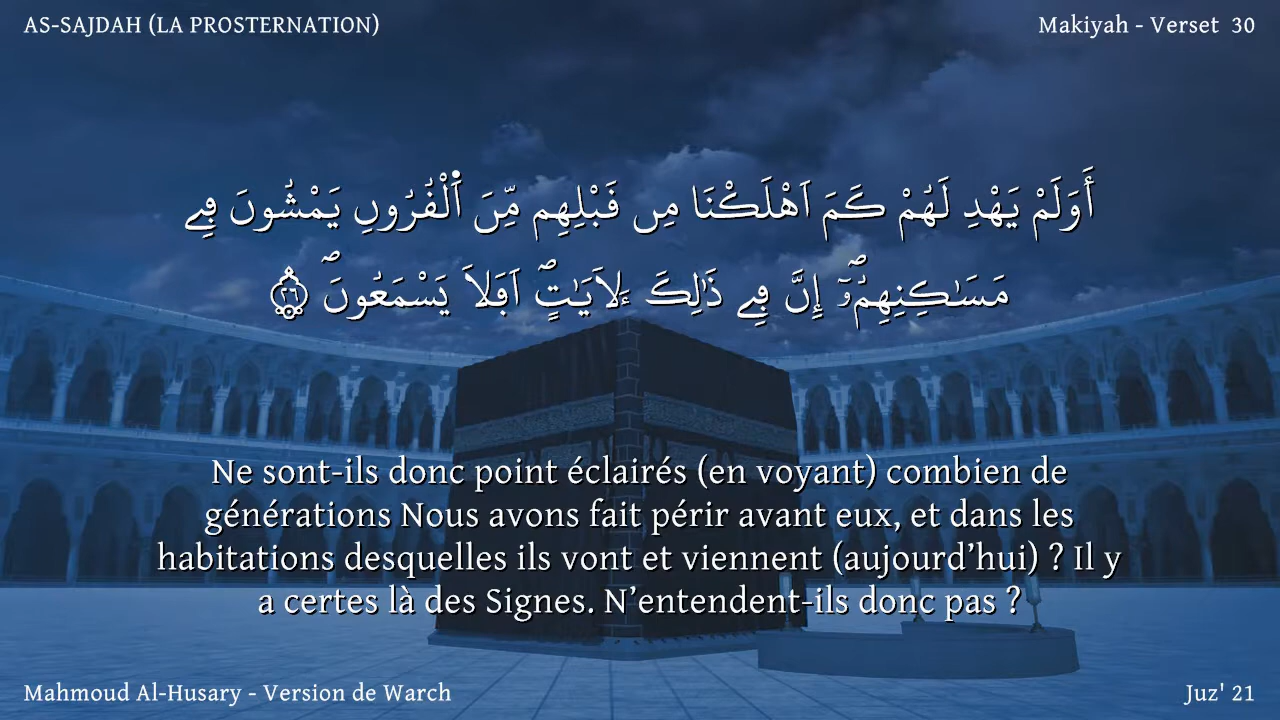 AS-SAJDAH (LA PROSTERNATION)
Makiyah - Verset 30
أَوَلَمْ يَهْدِ لَهُمْ كَمَ اَهْلَكْنَا مِن قَبْلِهِم مِّنَ اَ۬لْقُرُونِ يَمْشُونَ فِے
مَسَٰكِنِهِمُۥٓۖ إِنَّ فِے ذَٰلِكَ ءَلَايَٰتٍۖ اَفَلَا يَسْمَعُونَۖ ۝٢٦
Ne sont-ils donc point éclairés (en voyant) combien de
générations Nous avons fait périr avant eux, et dans les
habitations desquelles ils vont et viennent (aujourd’hui) ? Il y
a certes là des Signes. N’entendent-ils donc pas ?
Mahmoud Al-Husary - Version de Warch
Juz' 21